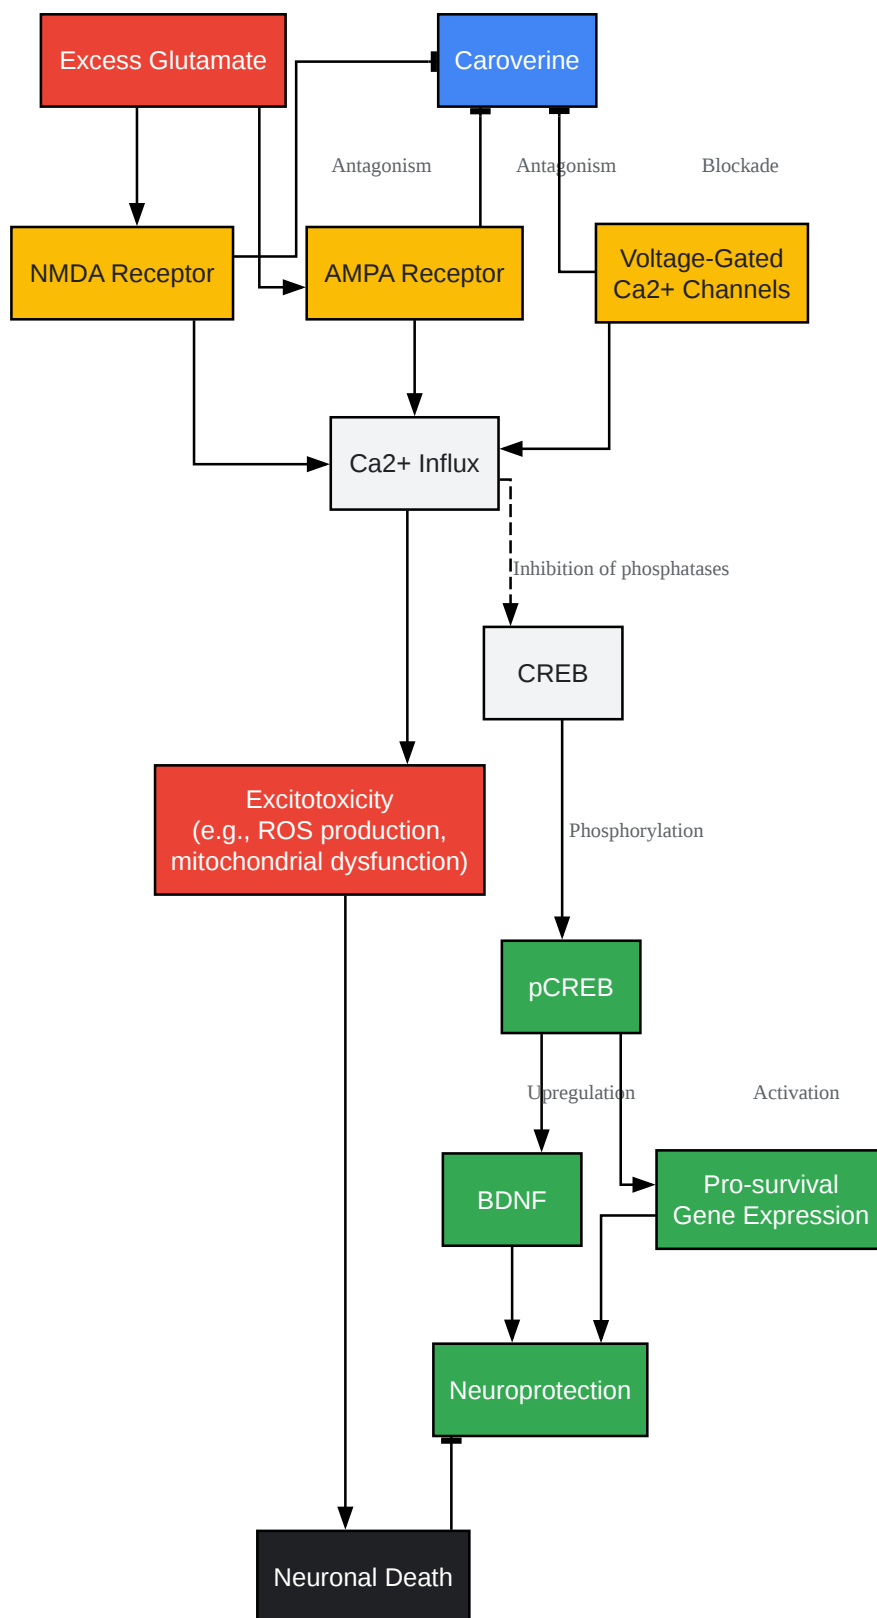 Excess Glutamate
Caroverine
Antagonism
Antagonism
Blockade
NMDA Receptor
AMPA Receptor
Voltage-Gated
Ca2+ Channels
Ca2+ Influx
Inhibition of phosphatases
CREB
Excitotoxicity
(e.g., ROS production,
mitochondrial dysfunction)
Phosphorylation
pCREB
Upregulation
Activation
BDNF
Pro-survival
Gene Expression
Neuroprotection
Neuronal Death